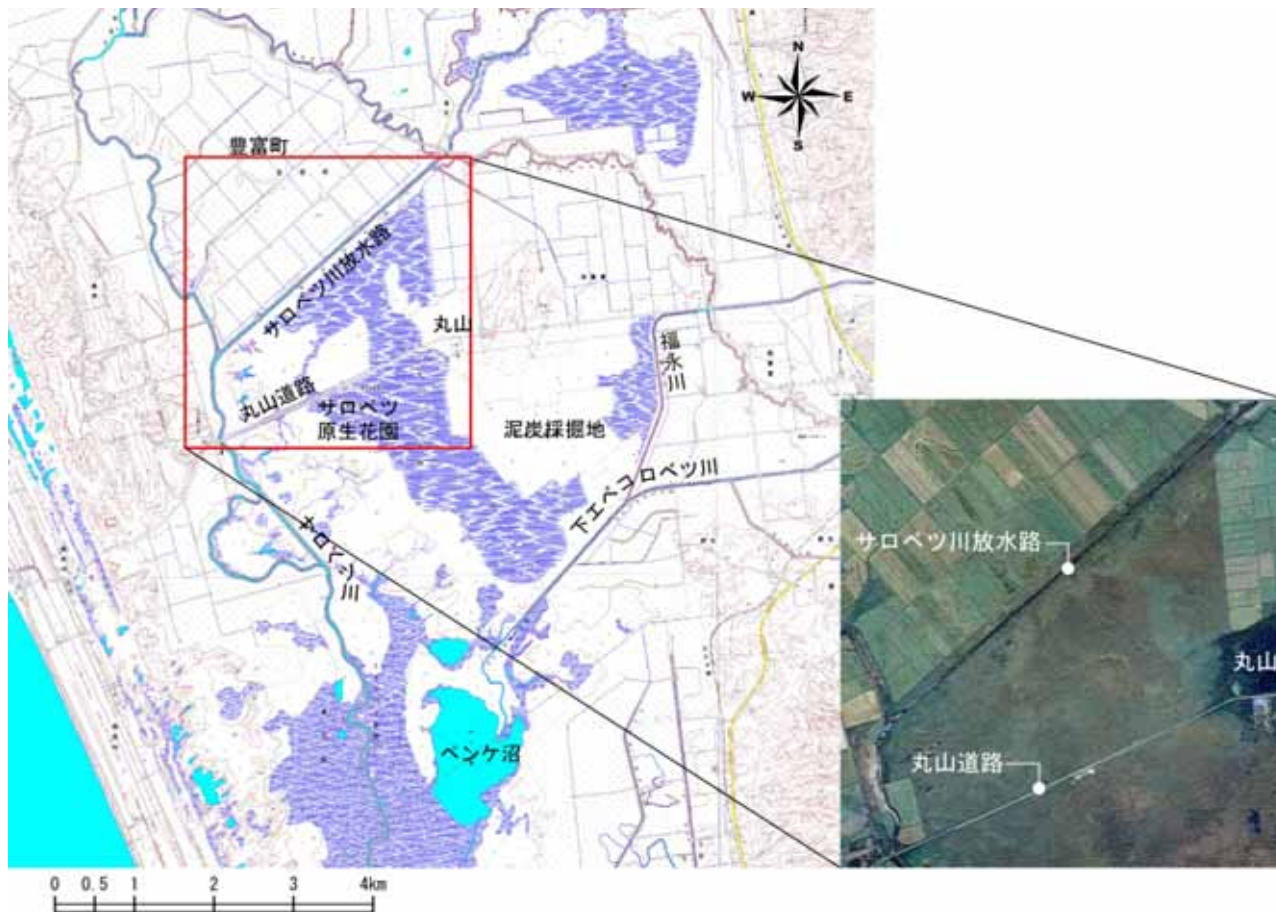 N
W
E
S
豊富町
サロベツ川放水路
丸山
福永川
丸山道路
サロベツ
原生花園
泥炭採掘地
下エベコロベツ川
サロベツ川
ペンケ沼
サロベツ川放水路
丸山
丸山道路
0 0.5 1 2 3 4km